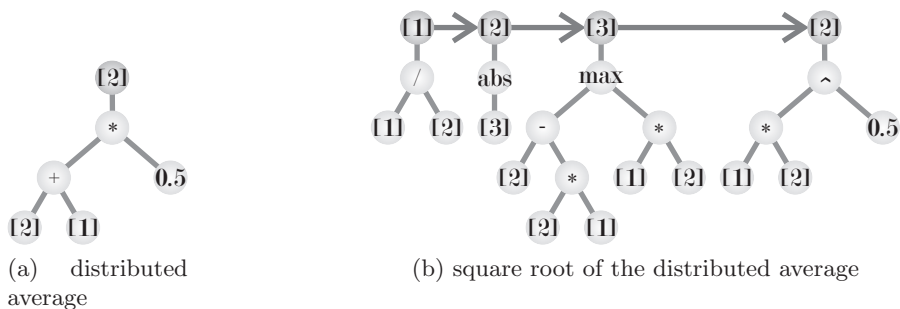 [2]
*
+ 0.5
[2] [1]
(a) distributed
average
[1] [2] [3] [2]
/ abs max ^
[1] [2] [3] - * * 0.5
[2] * [1] [2] [1] [2]
[2] [1]
(b) square root of the distributed average